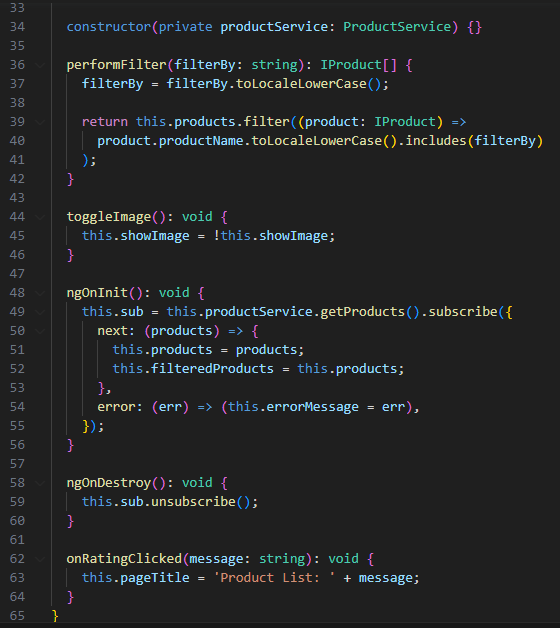 33
34 constructor(private productService: ProductService) {}
35
36 performFilter(filterBy: string): IProduct[] {
37 filterBy = filterBy.toLocaleLowerCase();
38
39 return this.products.filter((product: IProduct) =>
40 product.productName.toLocaleLowerCase().includes(filterBy)
41 );
42 }
43
44 toggleImage(): void {
45 this.showImage = !this.showImage;
46 }
47
48 ngOnInit(): void {
49 this.sub = this.productService.getProducts().subscribe({
50 next: (products) => {
51 this.products = products;
52 this.filteredProducts = this.products;
53 },
54 error: (err) => (this.errorMessage = err),
55 });
56 }
57
58 ngOnDestroy(): void {
59 this.sub.unsubscribe();
60 }
61
62 onRatingClicked(message: string): void {
63 this.pageTitle = 'Product List: ' + message;
64 }
65 }